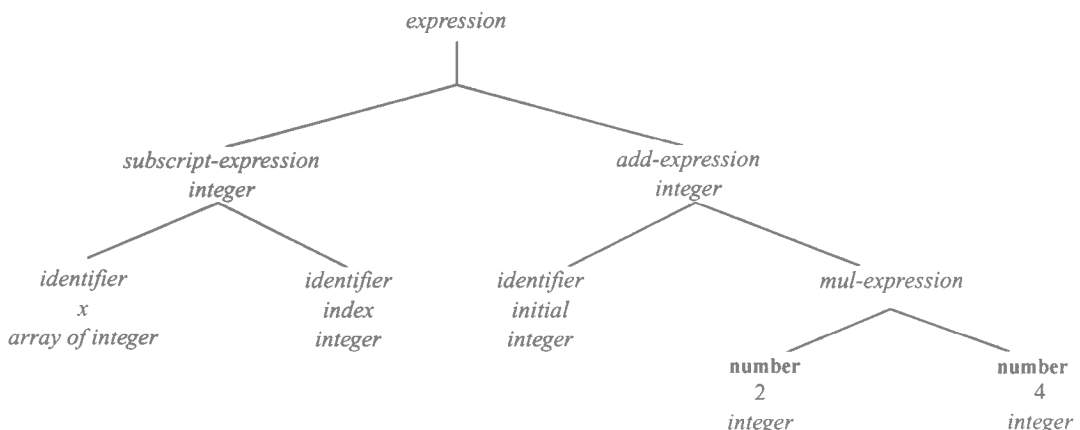 expression
subscript-expression
integer
add-expression
integer
identifier
x
array of integer
identifier
index
integer
identifier
initial
integer
mul-expression
number
2
integer
number
4
integer